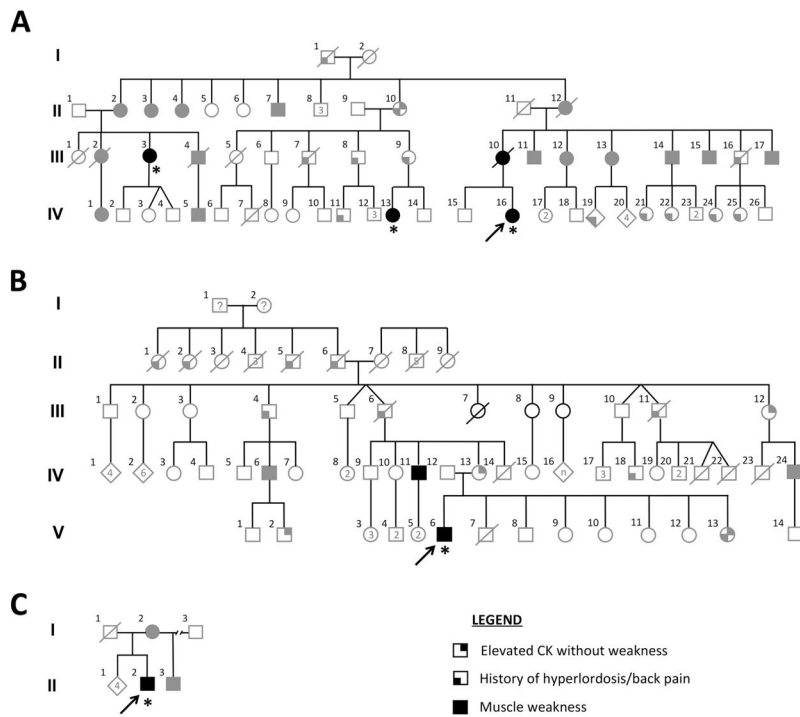 A
1 2
I
1 2 3 4 5 6 7 8 9 10 11 12
II
3
1 2 3 4 5 6 7 8 9 10 11 12 13 14 15 16 17
III
*
1 2 3 4 5 6 7 8 9 10 11 12 13 14 15 16 17 18 19 20 21 22 23 24 25 26
IV
3 2 4 2
* *
B
1 2
I ? ?
1 2 3 4 5 6 7 8 9
II
1 2 3 4 5 6 7 8 9 10 11 12
III
1 2 3 4 5 6 7 8 9 10 11 12 13 14 15 16 17 18 19 20 21 22 23 24
IV
4 6 2 n 3 2
1 2 3 4 5 6 7 8 9 10 11 12 13 14
V
3 2 2
*
C
1 2 3
I
1 2 3
II
4
*
LEGEND
Elevated CK without weakness
History of hyperlordosis/back pain
Muscle weakness